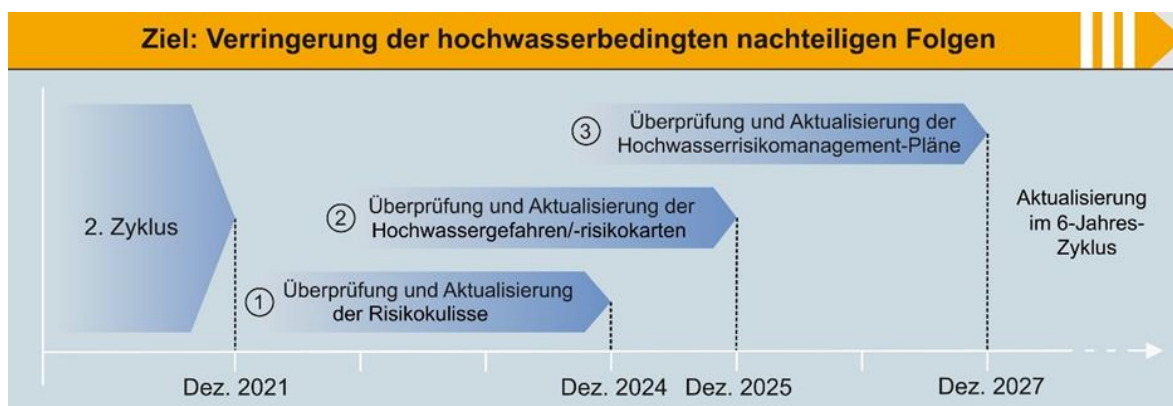 Ziel: Verringerung der hochwasserbedingten nachteiligen Folgen
3
Überprüfung und Aktualisierung der
Hochwasserrisikomanagement-Pläne
2. Zyklus
2
Überprüfung und Aktualisierung der
Hochwassergefahren/-risikokarten
Aktualisierung
im 6-Jahres-
Zyklus
1
Überprüfung und Aktualisierung
der Risikokulisse
Dez. 2021
Dez. 2024
Dez. 2025
Dez. 2027